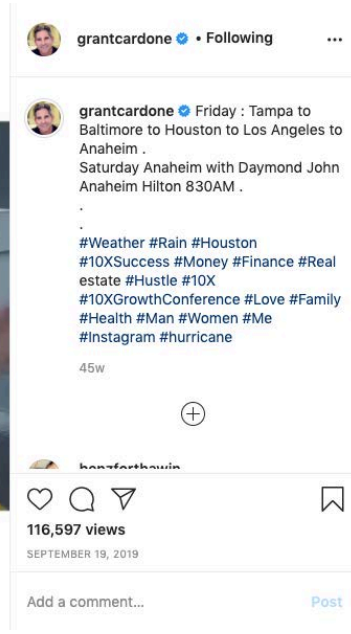 grantcardone • Following
grantcardone Friday : Tampa to
Baltimore to Houston to Los Angeles to
Anaheim .
Saturday Anaheim with Daymond John
Anaheim Hilton 830AM .
.
.
#Weather #Rain #Houston
#10XSuccess #Money #Finance #Real
estate #Hustle #10X
#10XGrowthConference #Love #Family
#Health #Man #Women #Me
#Instagram #hurricane
45w
116,597 views
SEPTEMBER 19, 2019
Add a comment...
Post